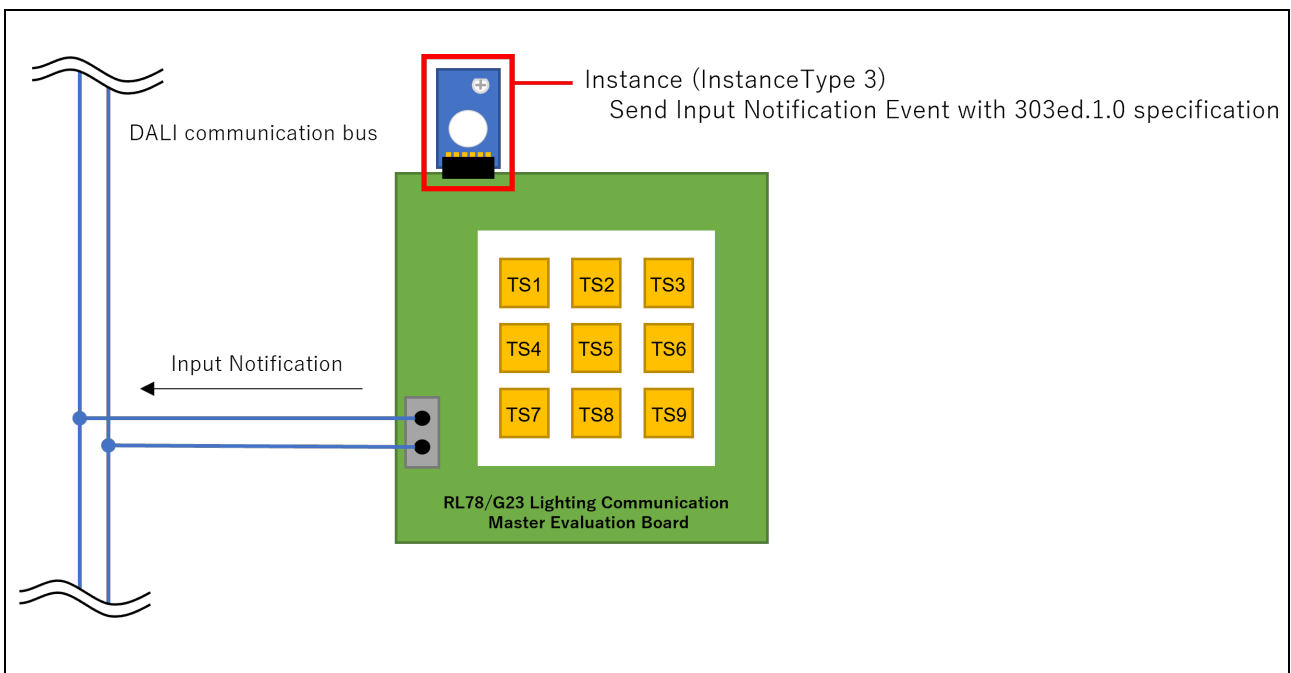 Instance (InstanceType 3)
Send Input Notification Event with 303ed.1.0 specification
DALI communication bus
TS1 TS2 TS3
TS4 TS5 TS6
Input Notification
TS7 TS8 TS9
RL78/G23 Lighting Communication
Master Evaluation Board